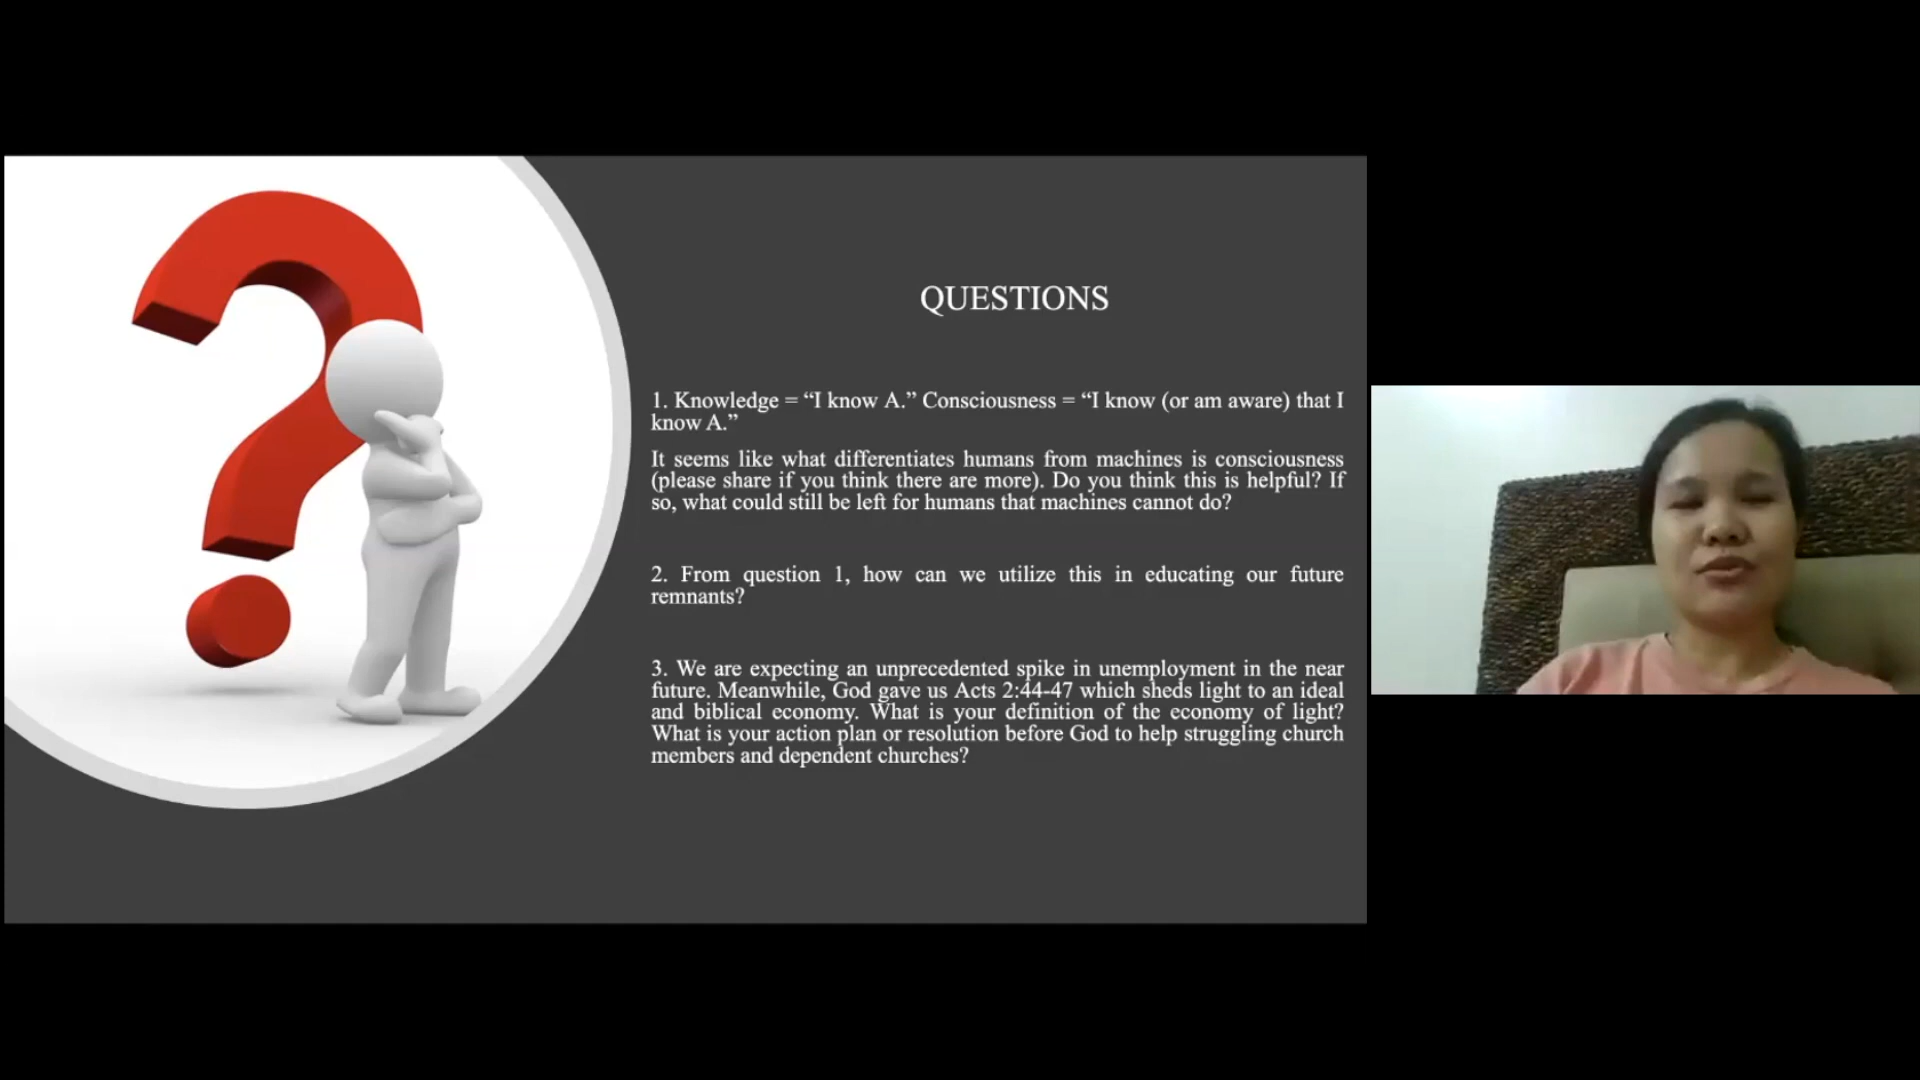 QUESTIONS
1. Knowledge = “I know A.” Consciousness = “I know (or am aware) that I
know A.”
It seems like what differentiates humans from machines is consciousness
(please share if you think there are more). Do you think this is helpful? If
so, what could still be left for humans that machines cannot do?
2. From question 1, how can we utilize this in educating our future
remnants?
3. We are expecting an unprecedented spike in unemployment in the near
future. Meanwhile, God gave us Acts 2:44-47 which sheds light to an ideal
and biblical economy. What is your definition of the economy of light?
What is your action plan or resolution before God to help struggling church
members and dependent churches?